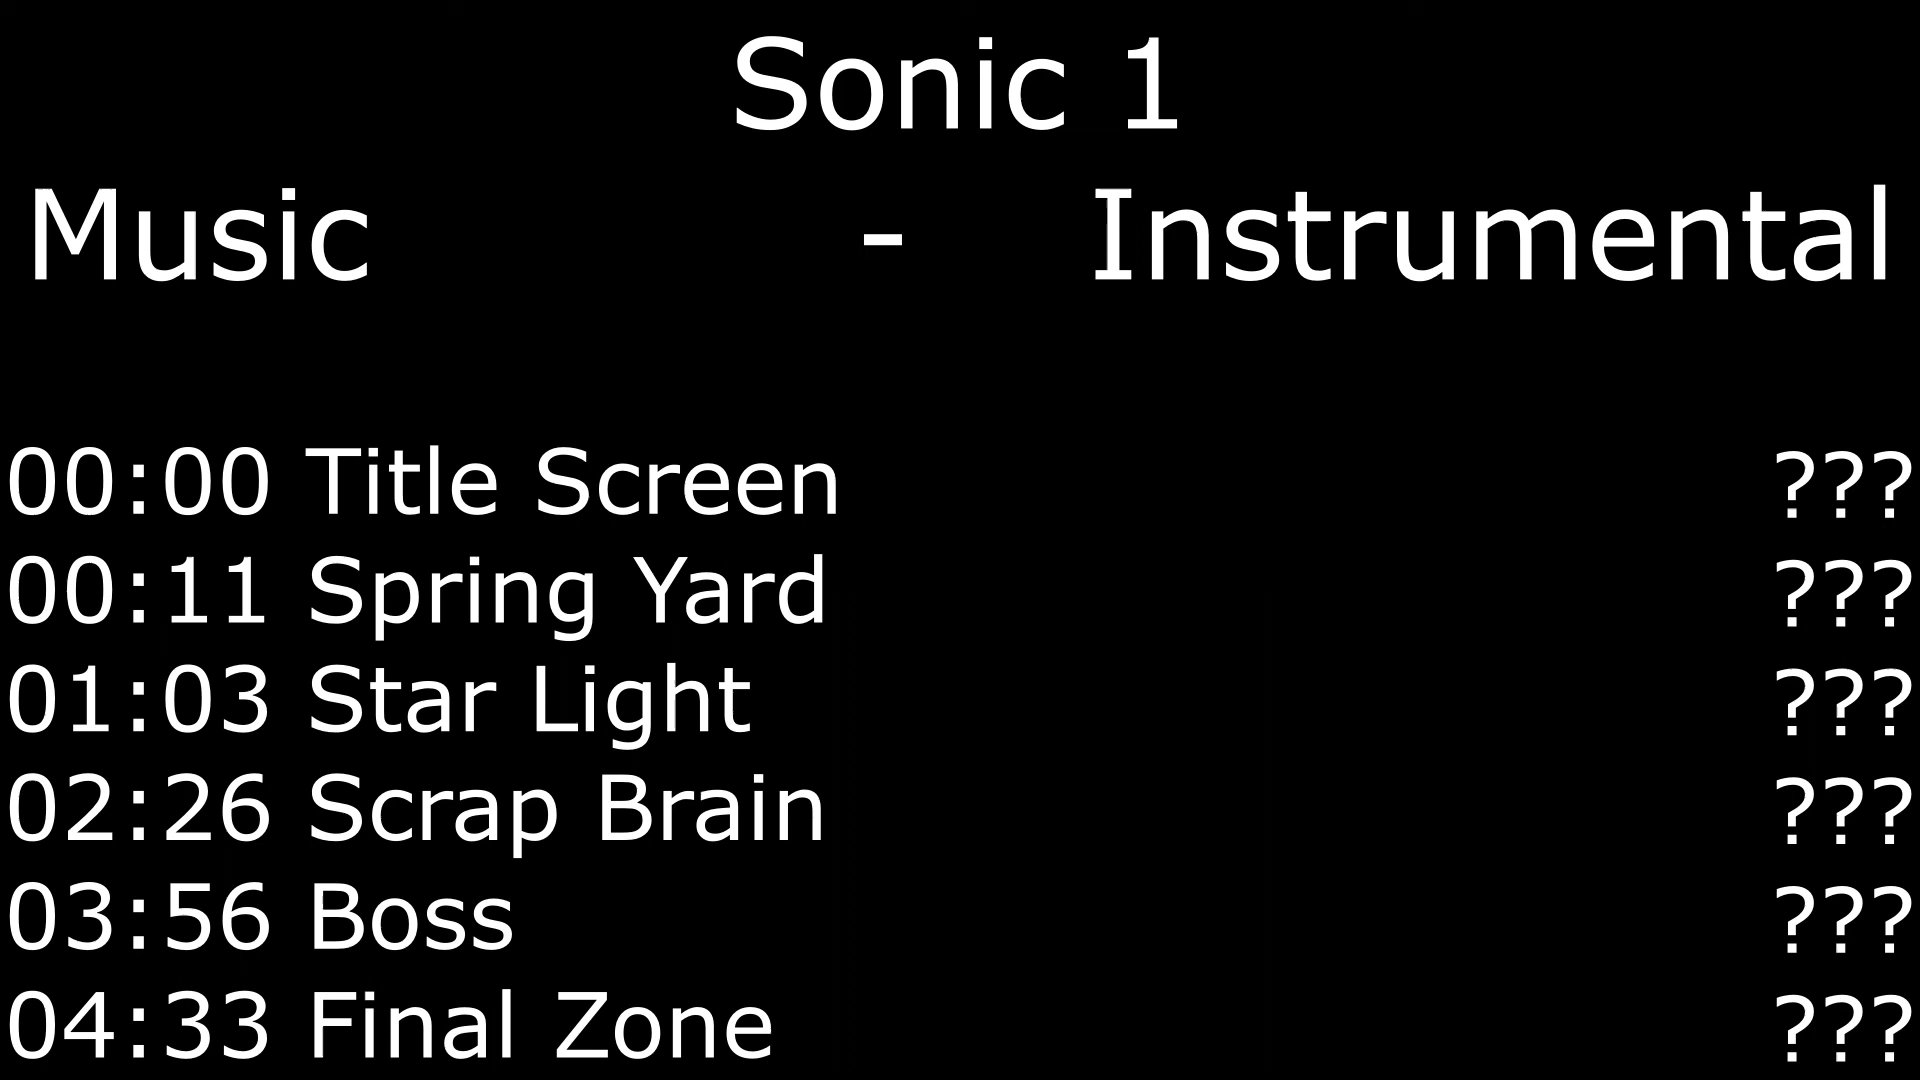 Sonic 1
Music - Instrumental
00:00 Title Screen ???
00:11 Spring Yard ???
01:03 Star Light ???
02:26 Scrap Brain ???
03:56 Boss ???
04:33 Final Zone ???